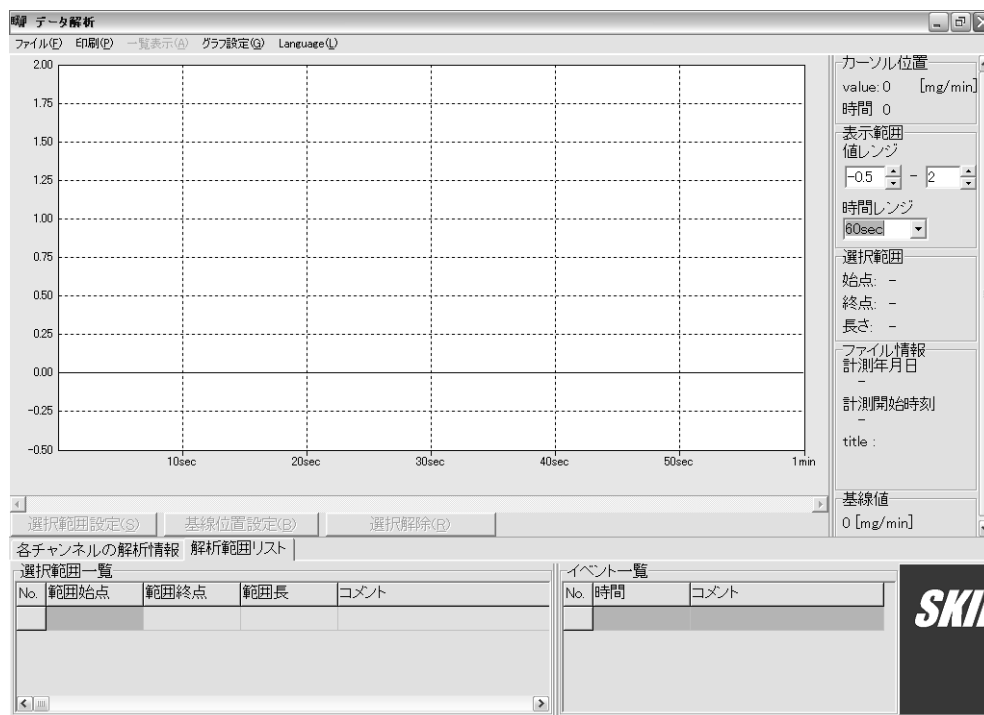 データ解析
ファイル(F) 印刷(P) 一覧表示(A) グラフ設定(G) Language(L)
2.00
1.75
1.50
1.25
1.00
0.75
0.50
0.25
0.00
-0.25
-0.50
10sec 20sec 30sec 40sec 50sec 1min
選択範囲設定(S) 基線位置設定(B) 選択解除(R)
カーソル位置
value: 0 [mg/min]
時間 0
表示範囲
値レンジ
-0.5 - 2
時間レンジ
60sec
選択範囲
始点: -
終点: -
長さ: -
ファイル情報
計測年月日
-
計測開始時刻
-
title :
基線値
0 [mg/min]
各チャンネルの解析情報 解析範囲リスト
選択範囲一覧
No. 範囲始点 範囲終点 範囲長 コメント
イベント一覧
No. 時間 コメント